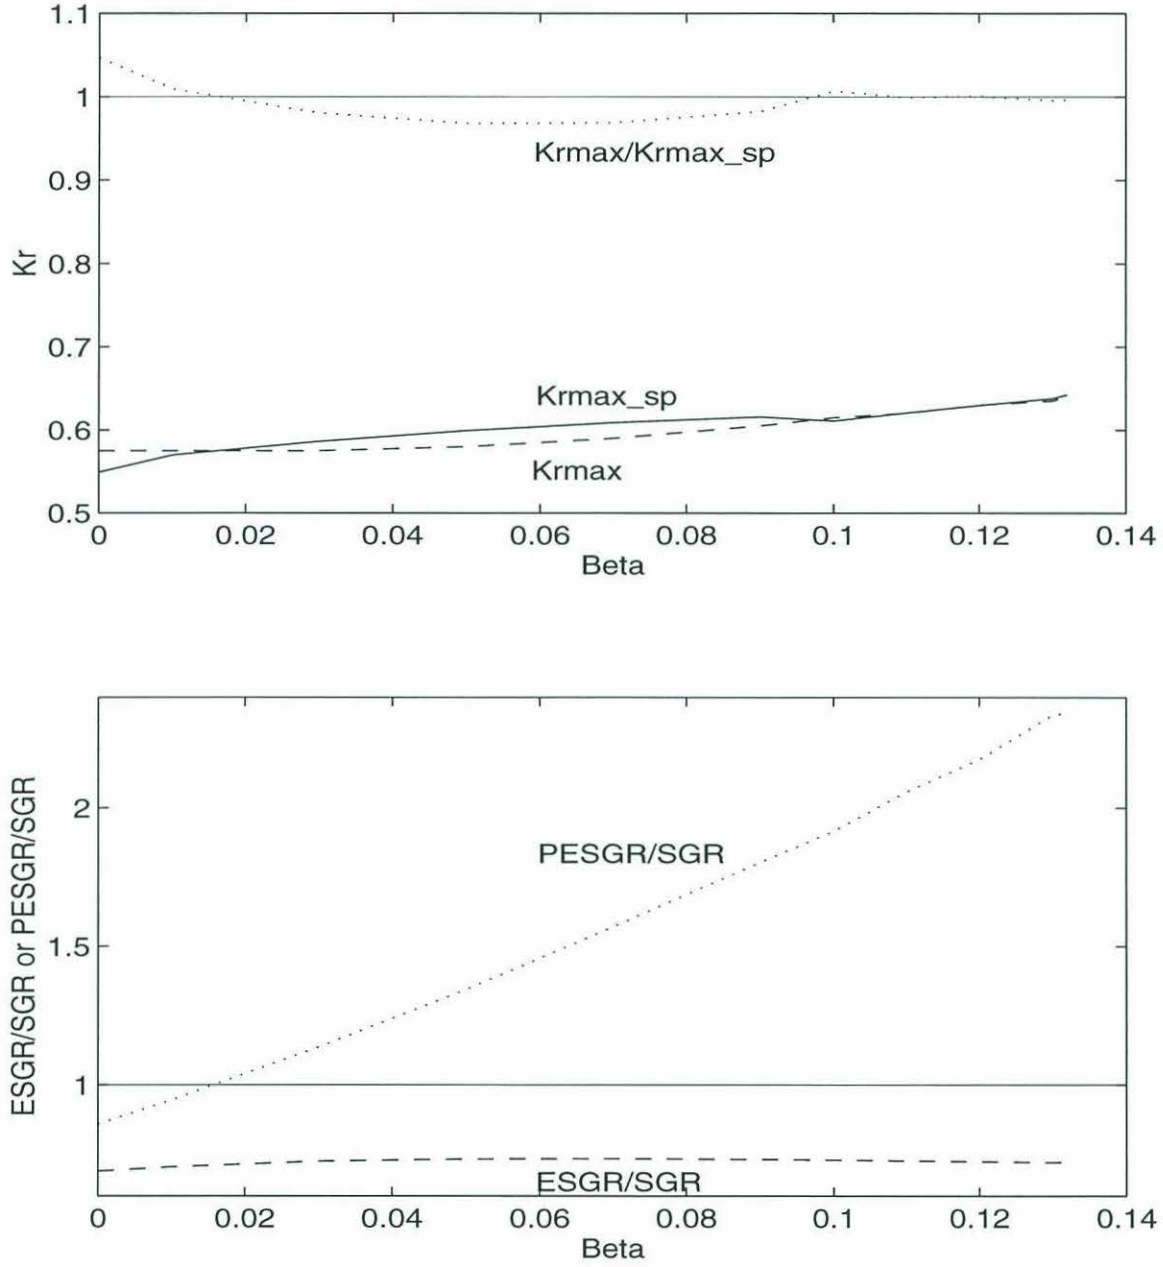 1.1
1
0.9
0.8
0.7
0.6
0.5
Kr
Krmax/Krmax_sp
Krmax_sp
Krmax
0 0.02 0.04 0.06 0.08 0.1 0.12 0.14
Beta
2
1.5
1
ESGR/SGR or PESGR/SGR
PESGR/SGR
ESGR/SGR
0 0.02 0.04 0.06 0.08 0.1 0.12 0.14
Beta